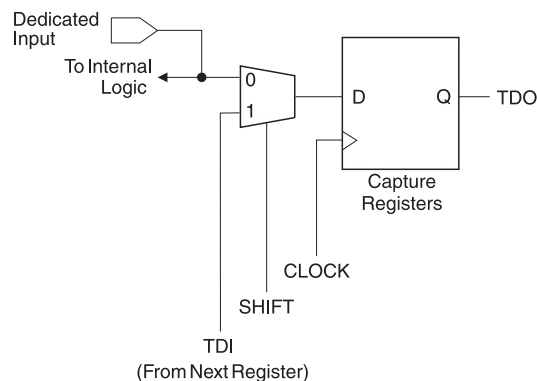 Dedicated
Input
To Internal
Logic
0
1
D
Q
TDO
Capture
Registers
CLOCK
SHIFT
TDI
(From Next Register)